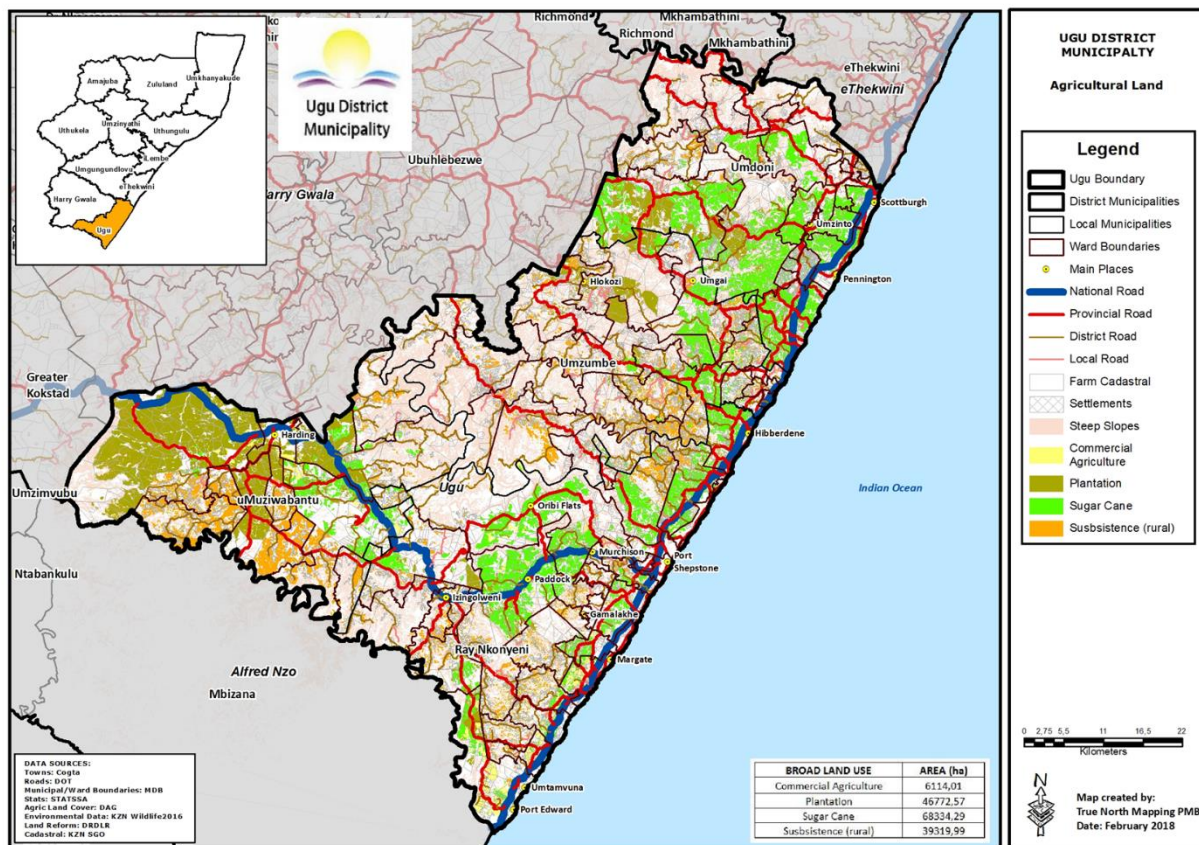 Richmond
Mkhambathini
Richmond
Mkhambathini
eThekwini
eThekwini
Amajuba
Zululand
Umkhanyakude
Umzinyathi
Uthukela
Uthungulu
iLembe
Umgungundlovu
eThekwini
Harry Gwala
Ugu
Ugu District
Municipality
Ubuhlebezwe
Harry Gwala
Umdoni
Scottburgh
Umzinto
Pennington
Hlokozi
Umgai
Umzumbe
Greater
Kokstad
Harding
Hibberdene
Umzimvubu
uMuziwabantu
Ugu
Indian Ocean
Oribi Flats
Murchison
Port
Shepstone
Ntabankulu
Paddock
Izingolweni
Gamalakhe
Ray Nkonyeni
Margate
Alfred Nzo
Mbizana
Umtamvuna
Port Edward
DATA SOURCES:
Towns: Cogta
Roads: DOT
Municipal/Ward Boundaries: MDB
Stats: STATSSA
Agric Land Cover: DAG
Environmental Data: KZN Wildlife2016
Land Reform: DRDLR
Cadastral: KZN SGO
BROAD LAND USE AREA (ha)
Commercial Agriculture 6114,01
Plantation 46772,57
Sugar Cane 68334,29
Susbsistence (rural) 39319,99
UGU DISTRICT
MUNICIPALTY
Agricultural Land
Legend
Ugu Boundary
District Municipalities
Local Municipalities
Ward Boundaries
Main Places
National Road
Provincial Road
District Road
Local Road
Farm Cadastral
Settlements
Steep Slopes
Commercial
Agriculture
Plantation
Sugar Cane
Susbsistence (rural)
0 2,75 5,5 11 16,5 22
Kilometers
N
Map created by:
True North Mapping PMB
Date: February 2018